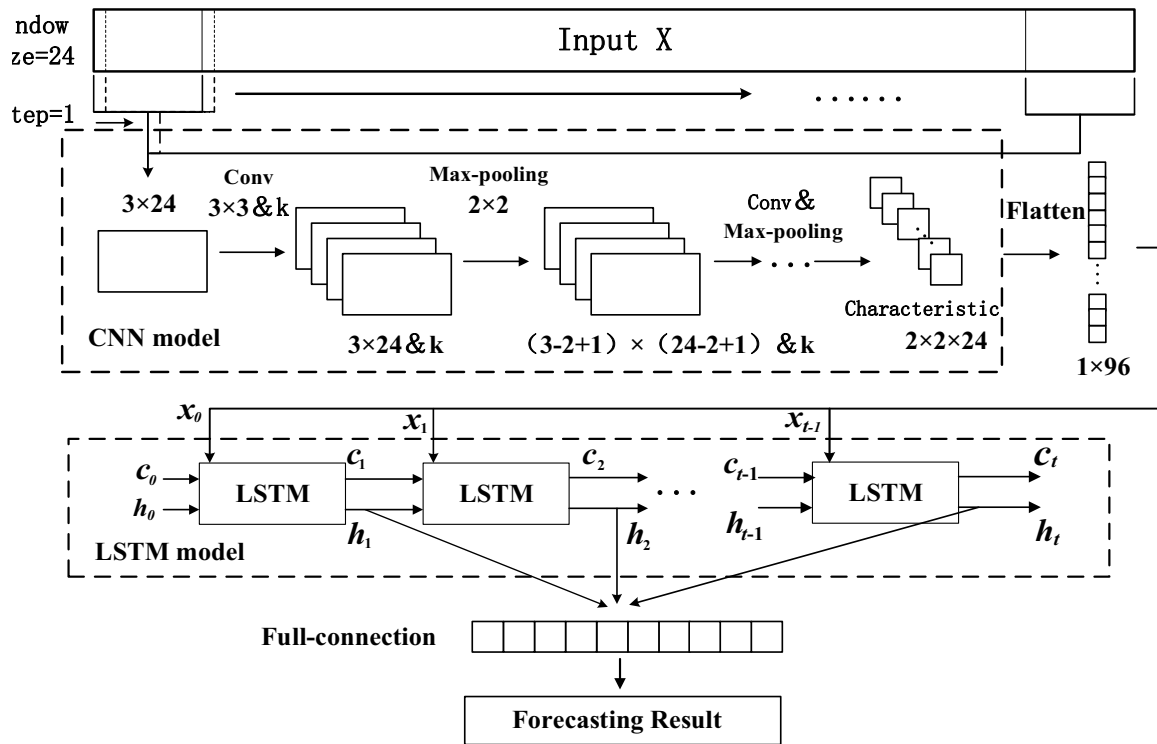 ndow
ze=24
Input X
tep=1
......
3×24
Conv
3×3&k
Max-pooling
2×2
Conv&
Max-pooling
Flatten
...
CNN model
3×24&k
(3-2+1) × (24-2+1) &k
Characteristic
2×2×24
1×96
x₀
x₁
xₜ₋₁
c₀
h₀
LSTM
c₁
h₁
LSTM
c₂
h₂
...
cₜ₋₁
hₜ₋₁
LSTM
cₜ
hₜ
LSTM model
Full-connection
Forecasting Result